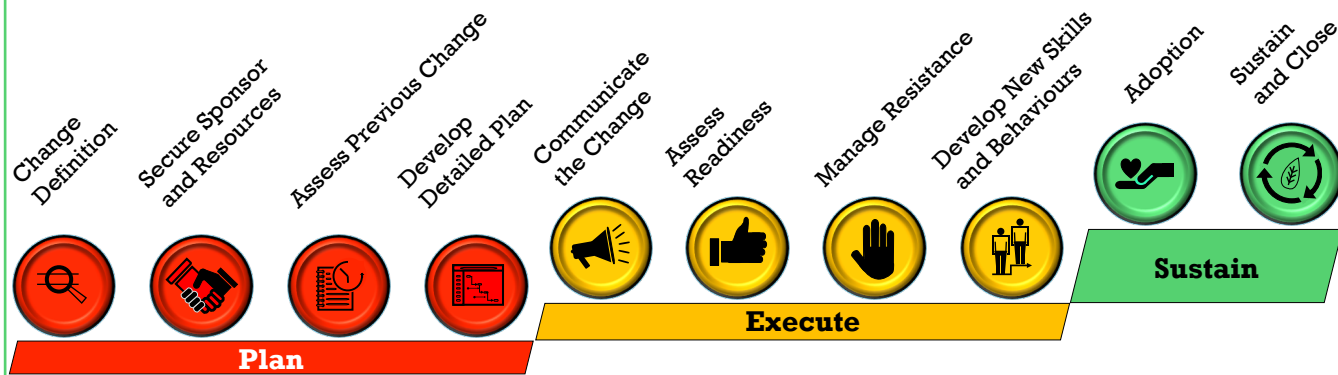 Change
Definition
Secure Sponsor
and Resources
Assess Previous Change
Develop
Detailed Plan
Communicate
the Change
Assess
Readiness
Manage Resistance
Develop New Skills
and Behaviours
Adoption
Sustain
and Close
Plan
Execute
Sustain